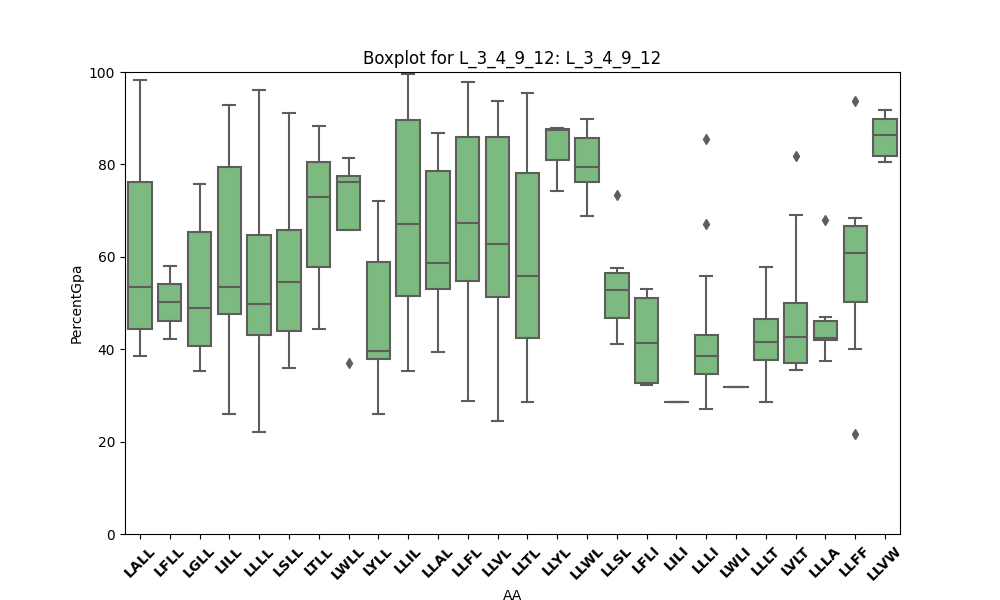 Boxplot for L_3_4_9_12: L_3_4_9_12
100
80
60
40
20
0
PercentGpa
LALL LFLL LGLL LILL LLLL LSLL LTLL LWLL LYLL LLIL LLAL LLFL LLVL LLTL LLYL LLWL LLSL LFLI LILI LLLI LWLI LLLT LVLT LLLA LLFF LLVW
AA